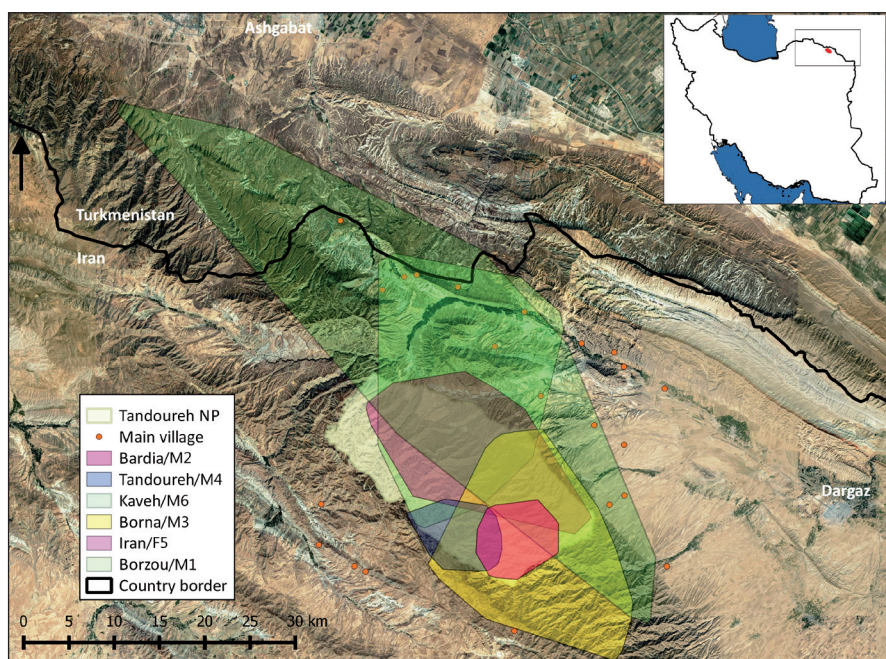 Ashgabat
Turkmenistan
Iran
Tandoureh NP
Main village
Bardia/M2
Tandoureh/M4
Kaveh/M6
Borna/M3
Iran/F5
Borzou/M1
Country border
Dargaz
0 5 10 15 20 25 30 km